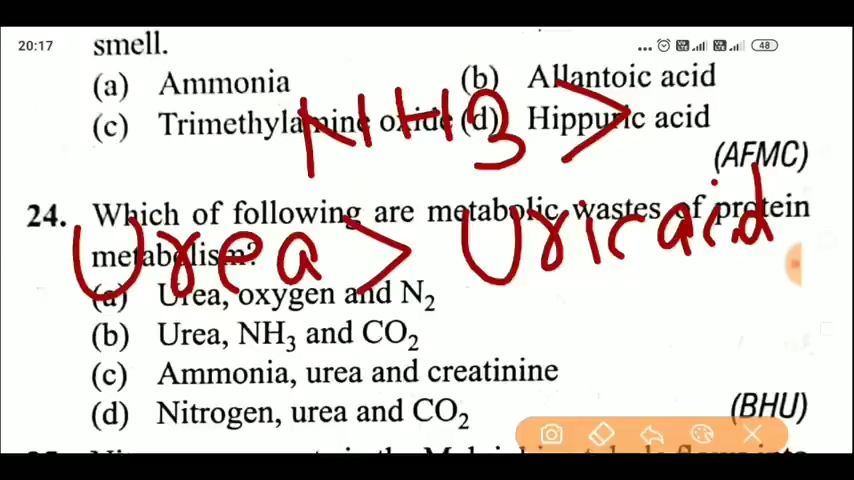 20:17
48
smell.
(a) Ammonia (b) Allantoic acid
(c) Trimethylamine oxide (d) Hippuric acid
NH3 >
(AFMC)
24. Which of following are metabolic wastes of protein
metabolism?
Urea > Uric acid
(a) Urea, oxygen and N₂
(b) Urea, NH₃ and CO₂
(c) Ammonia, urea and creatinine
(d) Nitrogen, urea and CO₂
(BHU)